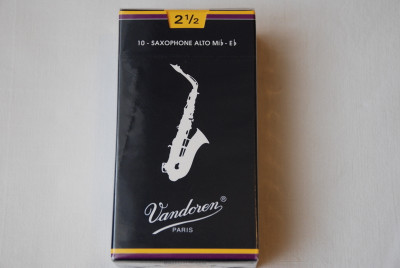 2½
10 - SAXOPHONE ALTO Mi♭ - E♭
Vandoren®
PARIS